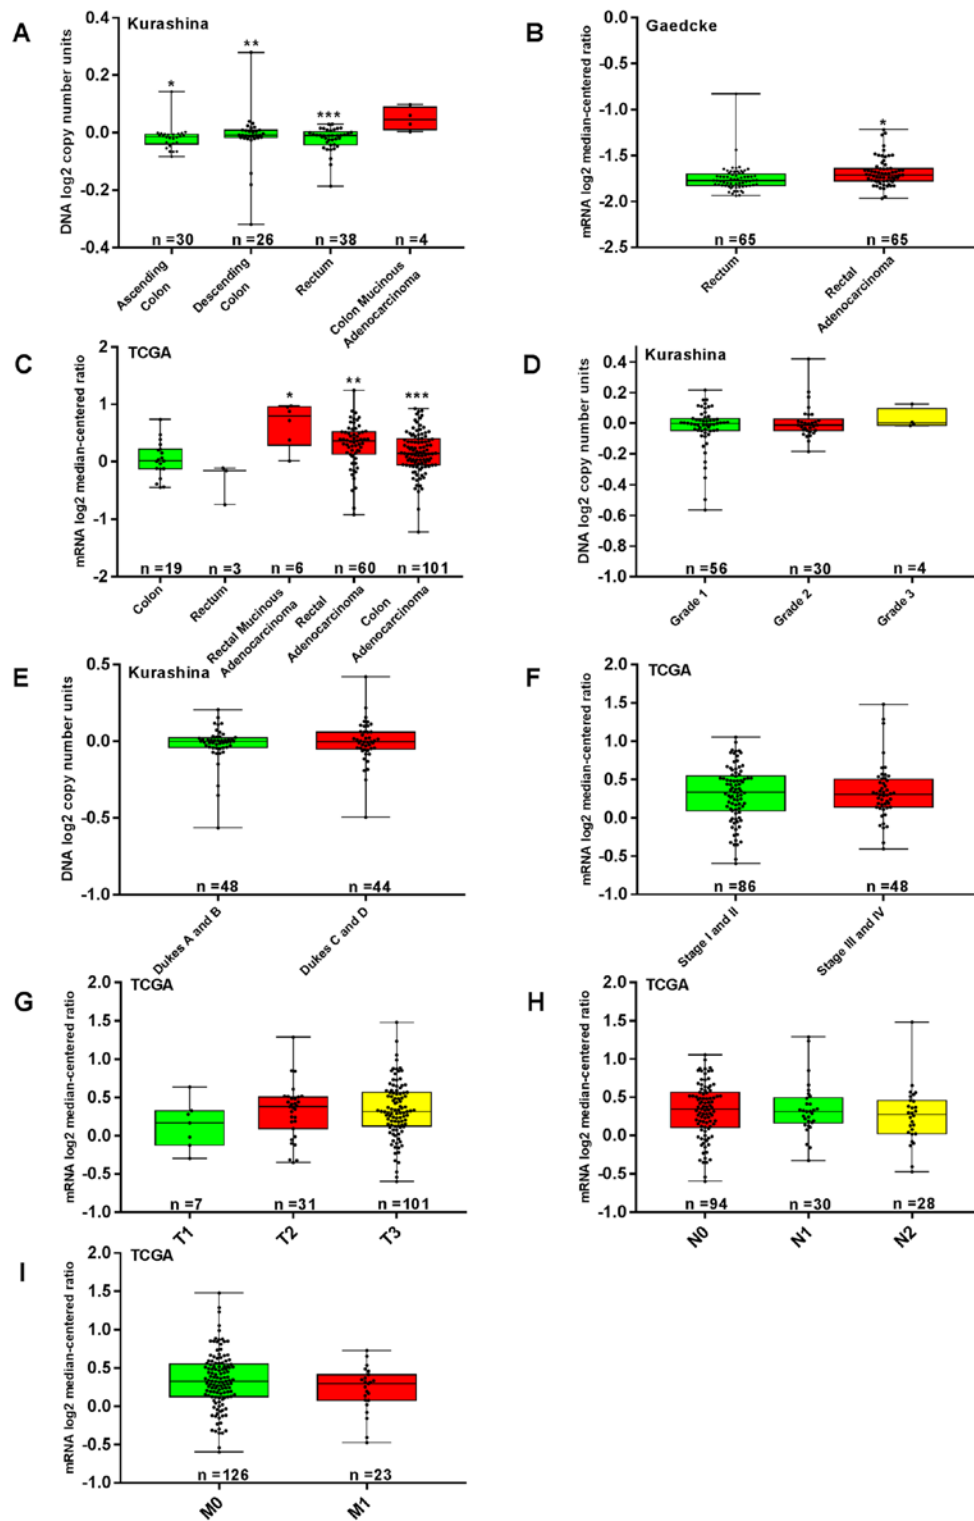 A
Kurashina
DNA log2 copy number units
0.4
0.2
0.0
-0.2
-0.4
*
**
***
n =30
n =26
n =38
n =4
Ascending
Colon
Descending
Colon
Rectum
Colon Mucinous
Adenocarcinoma
B
Gaedcke
mRNA log2 median-centered ratio
0.0
-0.5
-1.0
-1.5
-2.0
-2.5
*
n =65
n =65
Rectum
Rectal
Adenocarcinoma
C
TCGA
mRNA log2 median-centered ratio
2
1
0
-1
-2
*
**
***
n =19
n =3
n =6
n =60
n =101
Colon
Rectum
Rectal Mucinous
Adenocarcinoma
Rectal
Adenocarcinoma
Colon
Adenocarcinoma
D
Kurashina
DNA log2 copy number units
0.4
0.2
0.0
-0.2
-0.4
-0.6
-0.8
-1.0
n =56
n =30
n =4
Grade 1
Grade 2
Grade 3
E
Kurashina
DNA log2 copy number units
0.5
0.0
-0.5
-1.0
n =48
n =44
Dukes A and B
Dukes C and D
F
TCGA
mRNA log2 median-centered ratio
2.0
1.5
1.0
0.5
0.0
-0.5
-1.0
n =86
n =48
Stage I and II
Stage III and IV
G
TCGA
mRNA log2 median-centered ratio
2.0
1.5
1.0
0.5
0.0
-0.5
-1.0
n =7
n =31
n =101
T1
T2
T3
H
TCGA
mRNA log2 median-centered ratio
2.0
1.5
1.0
0.5
0.0
-0.5
-1.0
n =94
n =30
n =28
N0
N1
N2
I
TCGA
mRNA log2 median-centered ratio
2.0
1.5
1.0
0.5
0.0
-0.5
-1.0
n =126
n =23
M0
M1